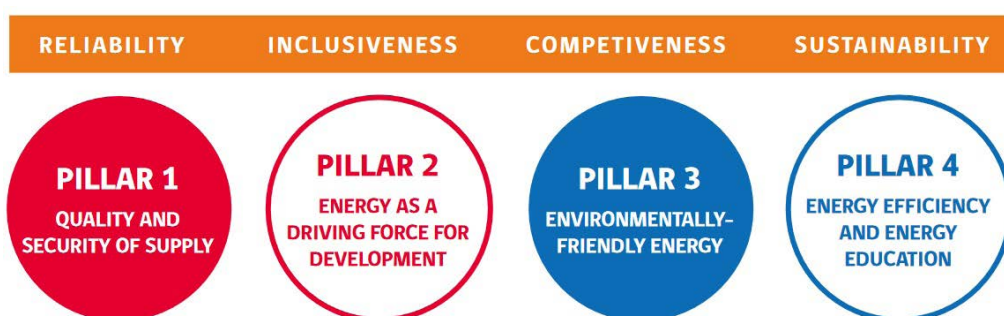 RELIABILITY INCLUSIVENESS COMPETIVENESS SUSTAINABILITY
PILLAR 1
QUALITY AND
SECURITY OF SUPPLY
PILLAR 2
ENERGY AS A
DRIVING FORCE FOR
DEVELOPMENT
PILLAR 3
ENVIRONMENTALLY–
FRIENDLY ENERGY
PILLAR 4
ENERGY EFFICIENCY
AND ENERGY
EDUCATION